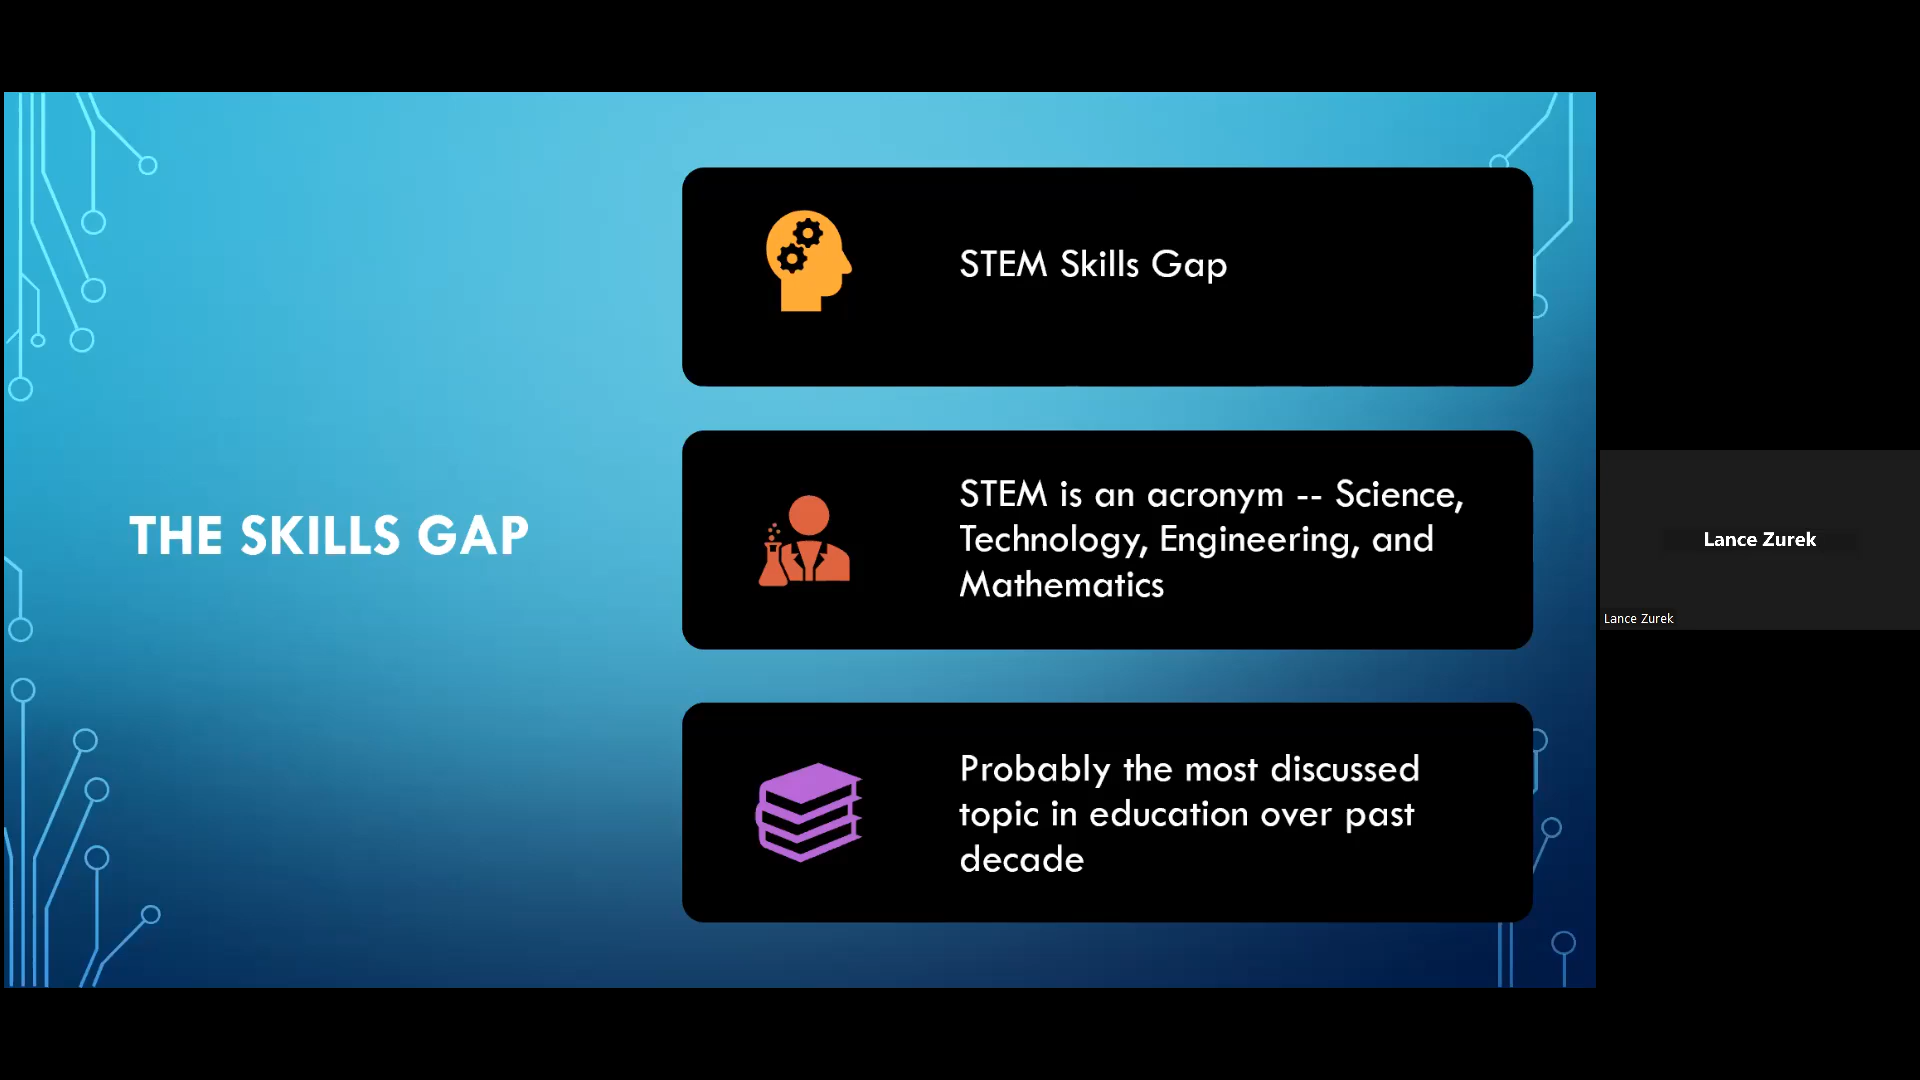 THE SKILLS GAP
STEM Skills Gap
STEM is an acronym -- Science,
Technology, Engineering, and
Mathematics
Probably the most discussed
topic in education over past
decade
Lance Zurek
Lance Zurek